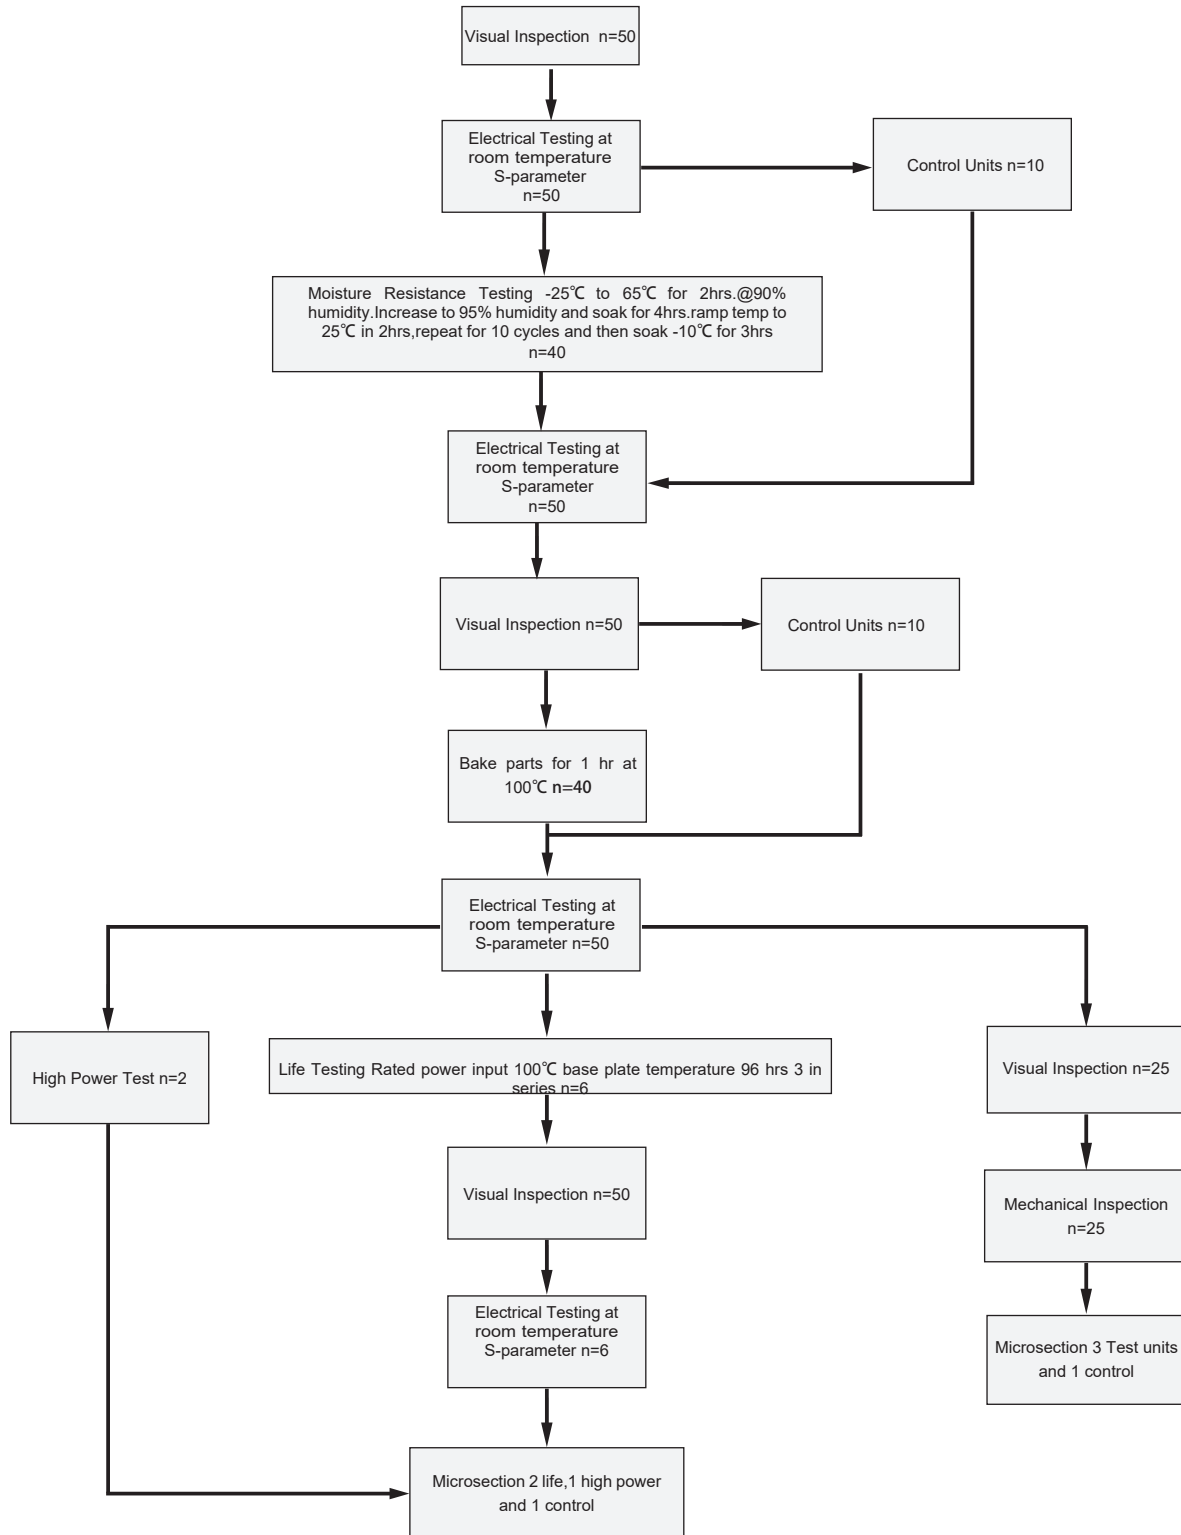 Visual Inspection n=50
Electrical Testing at
room temperature
S-parameter
n=50
Control Units n=10
Moisture Resistance Testing -25℃ to 65℃ for 2hrs.@90%
humidity.Increase to 95% humidity and soak for 4hrs.ramp temp to
25℃ in 2hrs,repeat for 10 cycles and then soak -10℃ for 3hrs
n=40
Electrical Testing at
room temperature
S-parameter
n=50
Visual Inspection n=50
Control Units n=10
Bake parts for 1 hr at
100℃ n=40
Electrical Testing at
room temperature
S-parameter n=50
High Power Test n=2
Life Testing Rated power input 100℃ base plate temperature 96 hrs 3 in
series n=6
Visual Inspection n=25
Visual Inspection n=50
Mechanical Inspection
n=25
Electrical Testing at
room temperature
S-parameter n=6
Microsection 3 Test units
and 1 control
Microsection 2 life,1 high power
and 1 control